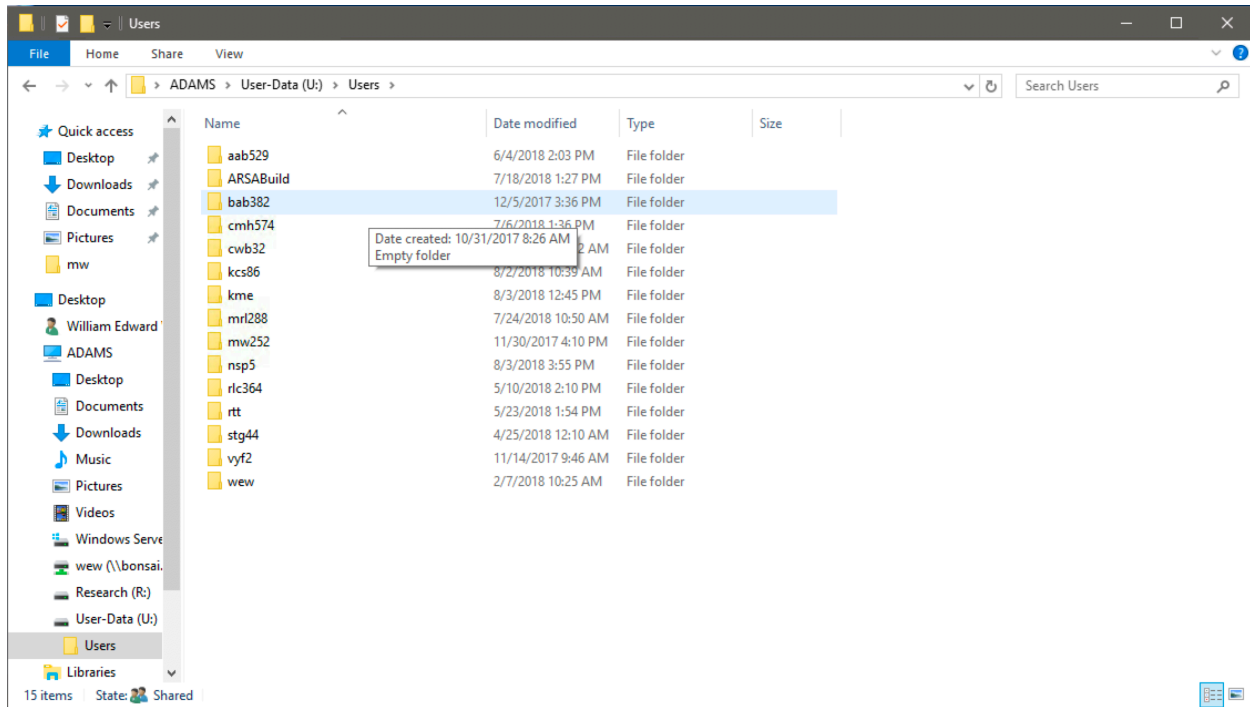 Users
File Home Share View
ADAMS > User-Data (U:) > Users >
Search Users
Quick access
Desktop
Downloads
Documents
Pictures
mw
Desktop
William Edward
ADAMS
Desktop
Documents
Downloads
Music
Pictures
Videos
Windows Serve
wew (\\bonsai.
Research (R:)
User-Data (U:)
Users
Libraries
Name Date modified Type Size
aab529 6/4/2018 2:03 PM File folder
ARSABuild 7/18/2018 1:27 PM File folder
bab382 12/5/2017 3:36 PM File folder
cmh574 7/6/2018 1:36 PM File folder
Date created: 10/31/2017 8:26 AM
Empty folder
cwb32 2 AM File folder
kcs86 8/2/2018 10:39 AM File folder
kme 8/3/2018 12:45 PM File folder
mrl288 7/24/2018 10:50 AM File folder
mw252 11/30/2017 4:10 PM File folder
nsp5 8/3/2018 3:55 PM File folder
rlc364 5/10/2018 2:10 PM File folder
rtt 5/23/2018 1:54 PM File folder
stg44 4/25/2018 12:10 AM File folder
vyf2 11/14/2017 9:46 AM File folder
wew 2/7/2018 10:25 AM File folder
15 items State: Shared